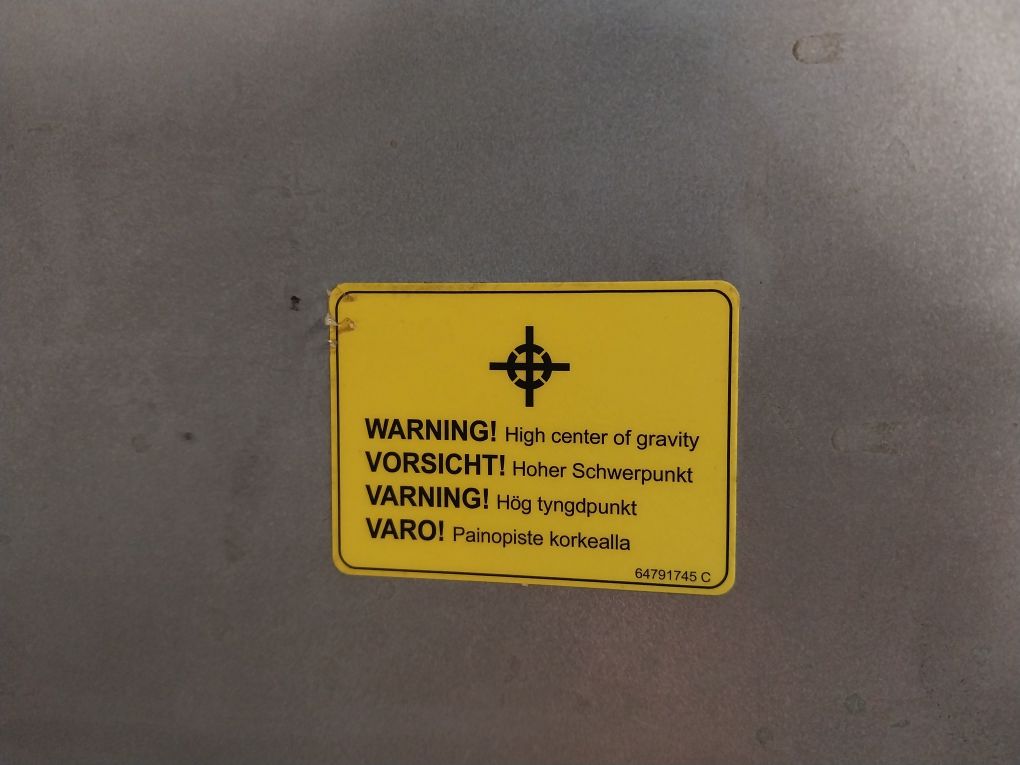 WARNING! High center of gravity
VORSICHT! Hoher Schwerpunkt
VARNING! Hög tyngdpunkt
VARO! Painopiste korkealla
64791745 C